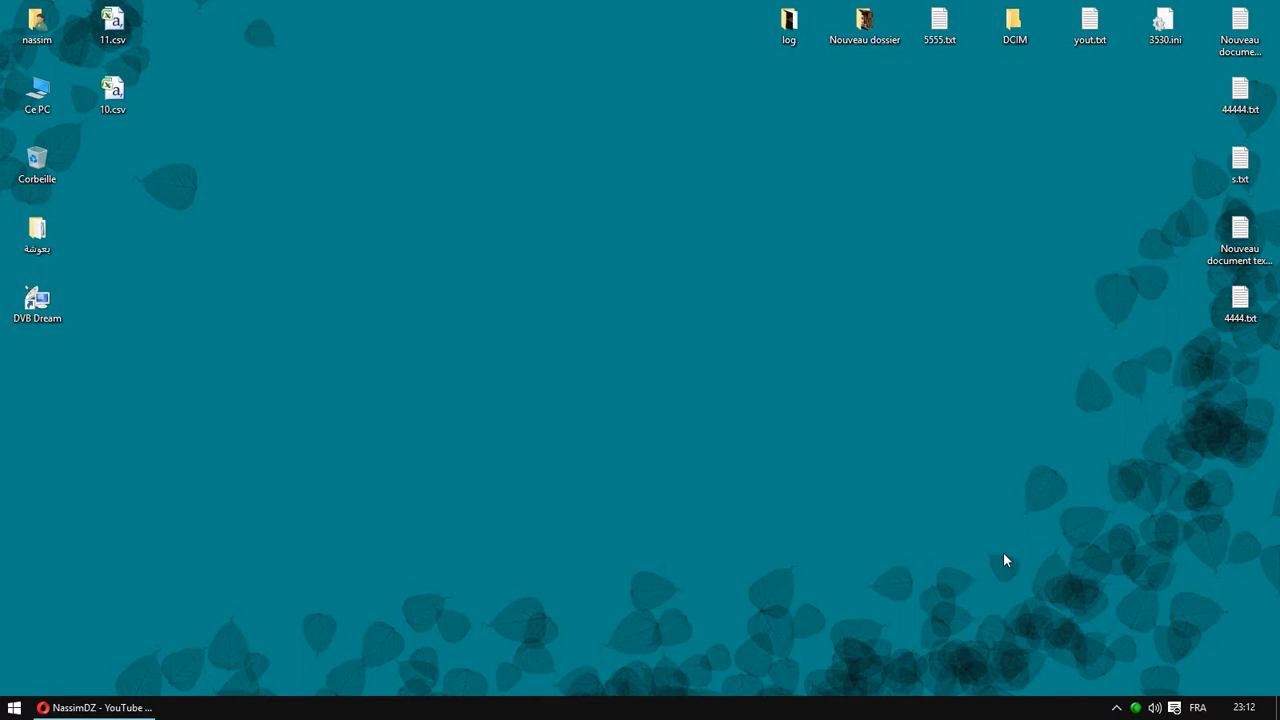 nassim
11.csv
log
Nouveau dossier
5555.txt
DCIM
yout.txt
3530.ini
Nouveau
docume...
Ce PC
10.csv
44444.txt
Corbeille
s.txt
بعوشة
Nouveau
document tex...
DVB Dream
4444.txt
NassimDZ - YouTube ...
FRA
23:12